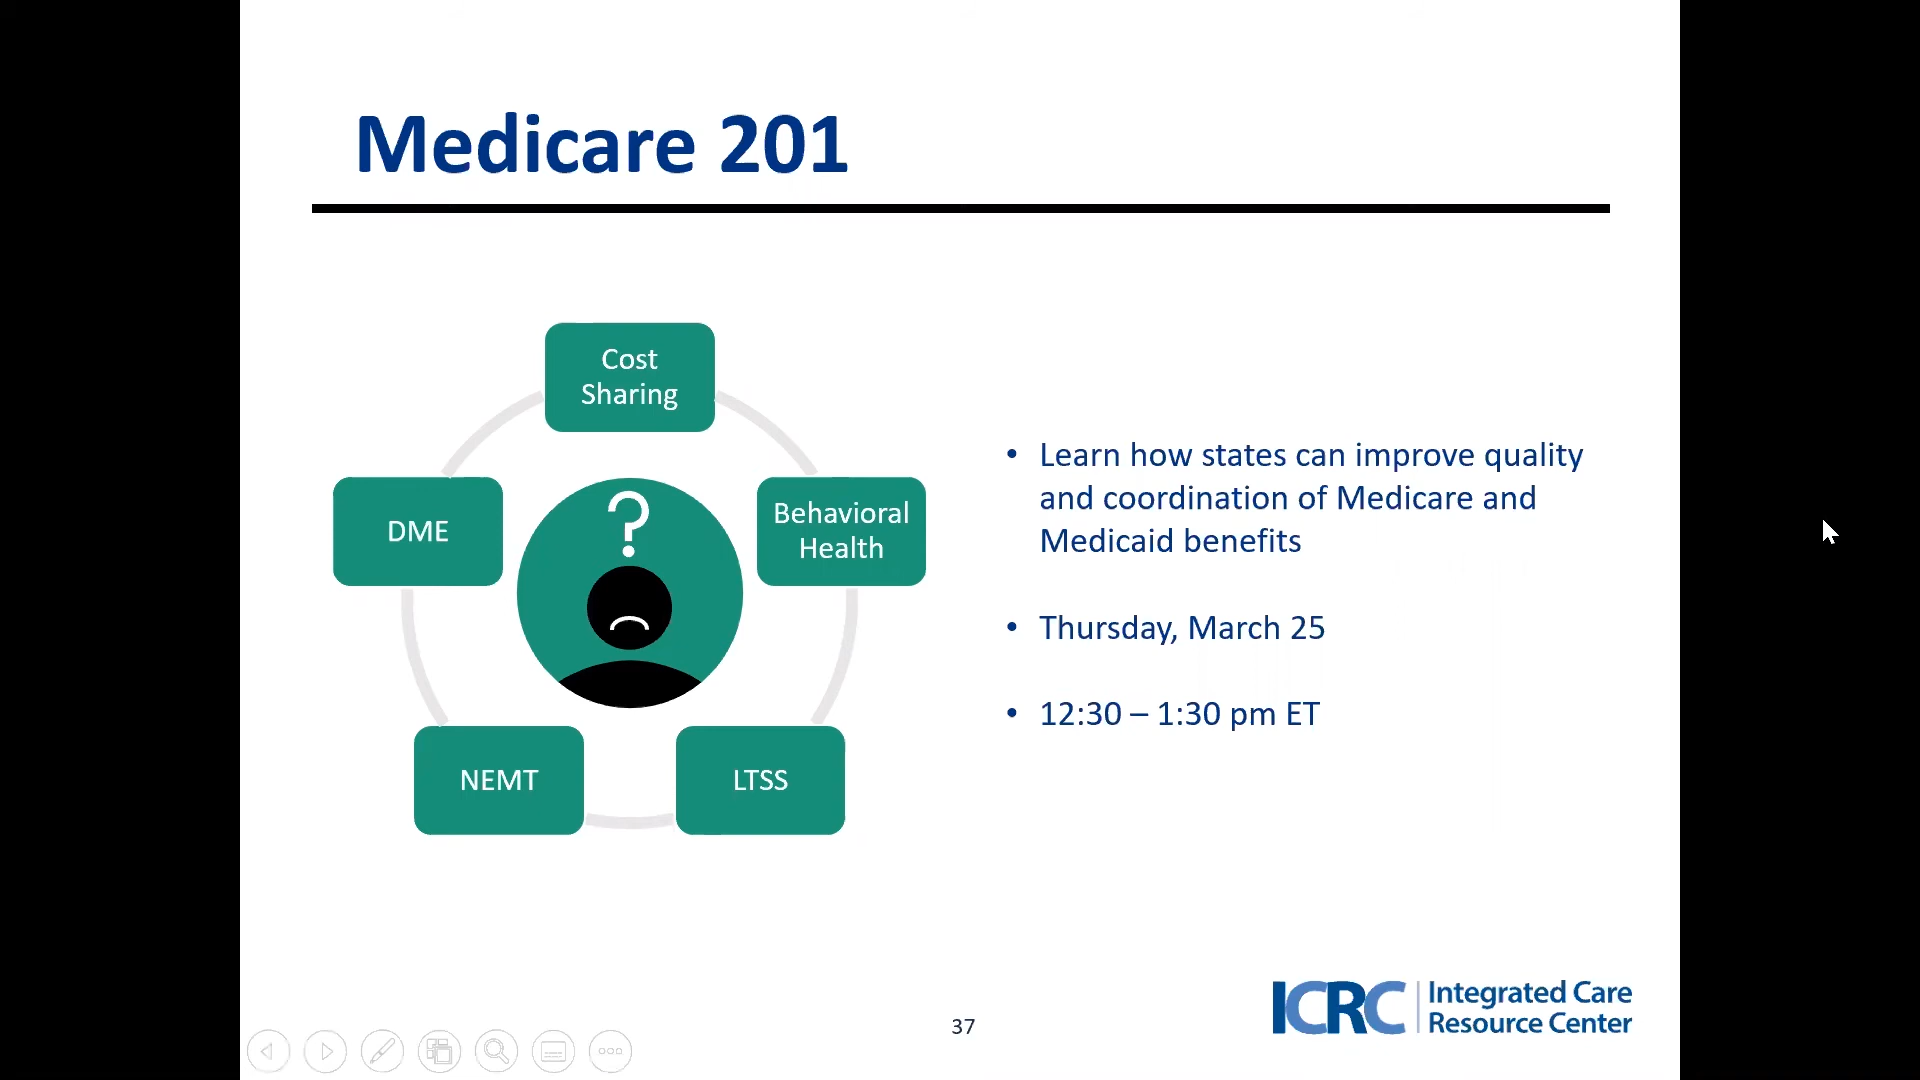 Medicare 201
Cost
Sharing
DME
?
Behavioral
Health
NEMT
LTSS
• Learn how states can improve quality
and coordination of Medicare and
Medicaid benefits
• Thursday, March 25
• 12:30 – 1:30 pm ET
37
ICRC
Integrated Care
Resource Center